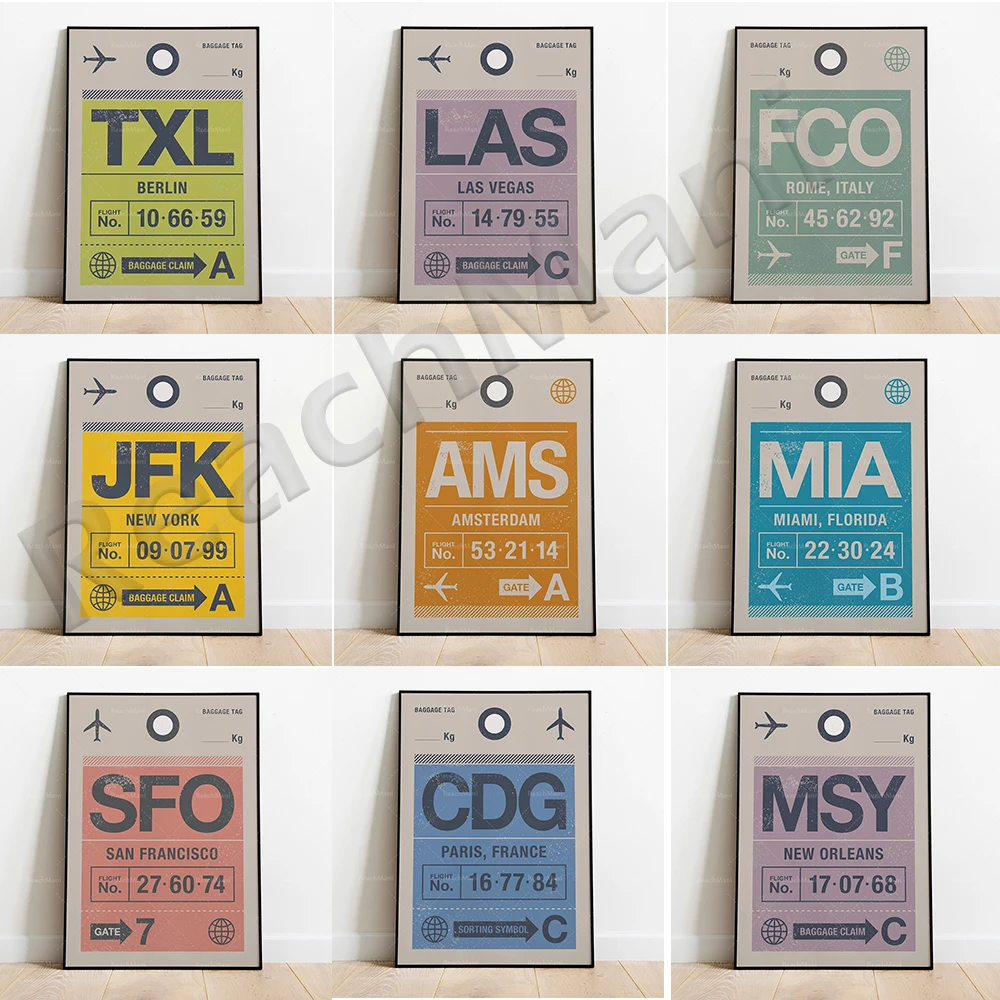 BAGGAGE TAG
Kg
TXL
BERLIN
FLIGHT No. 10·66·59
BAGGAGE CLAIM A
BAGGAGE TAG
Kg
LAS
LAS VEGAS
FLIGHT No. 14·79·55
BAGGAGE CLAIM C
BAGGAGE TAG
Kg
FCO
ROME, ITALY
FLIGHT No. 45·62·92
GATE F
BAGGAGE TAG
Kg
JFK
NEW YORK
FLIGHT No. 09·07·99
BAGGAGE CLAIM A
BAGGAGE TAG
Kg
AMS
AMSTERDAM
FLIGHT No. 53·21·14
GATE A
BAGGAGE TAG
Kg
MIA
MIAMI, FLORIDA
FLIGHT No. 22·30·24
GATE B
BAGGAGE TAG
Kg
SFO
SAN FRANCISCO
FLIGHT No. 27·60·74
GATE 7
BAGGAGE TAG
Kg
CDG
PARIS, FRANCE
FLIGHT No. 16·77·84
SORTING SYMBOL C
BAGGAGE TAG
Kg
MSY
NEW ORLEANS
FLIGHT No. 17·07·68
BAGGAGE CLAIM C
ReachMani